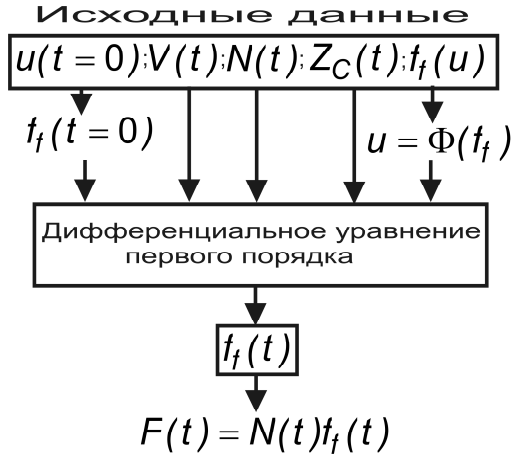 Исходные данные
u(t = 0);V(t);N(t);Z_C(t);f_f(u)
f_f(t = 0)
u = Φ(f_f)
Дифференциальное уравнение
первого порядка
f_f(t)
F(t) = N(t)f_f(t)